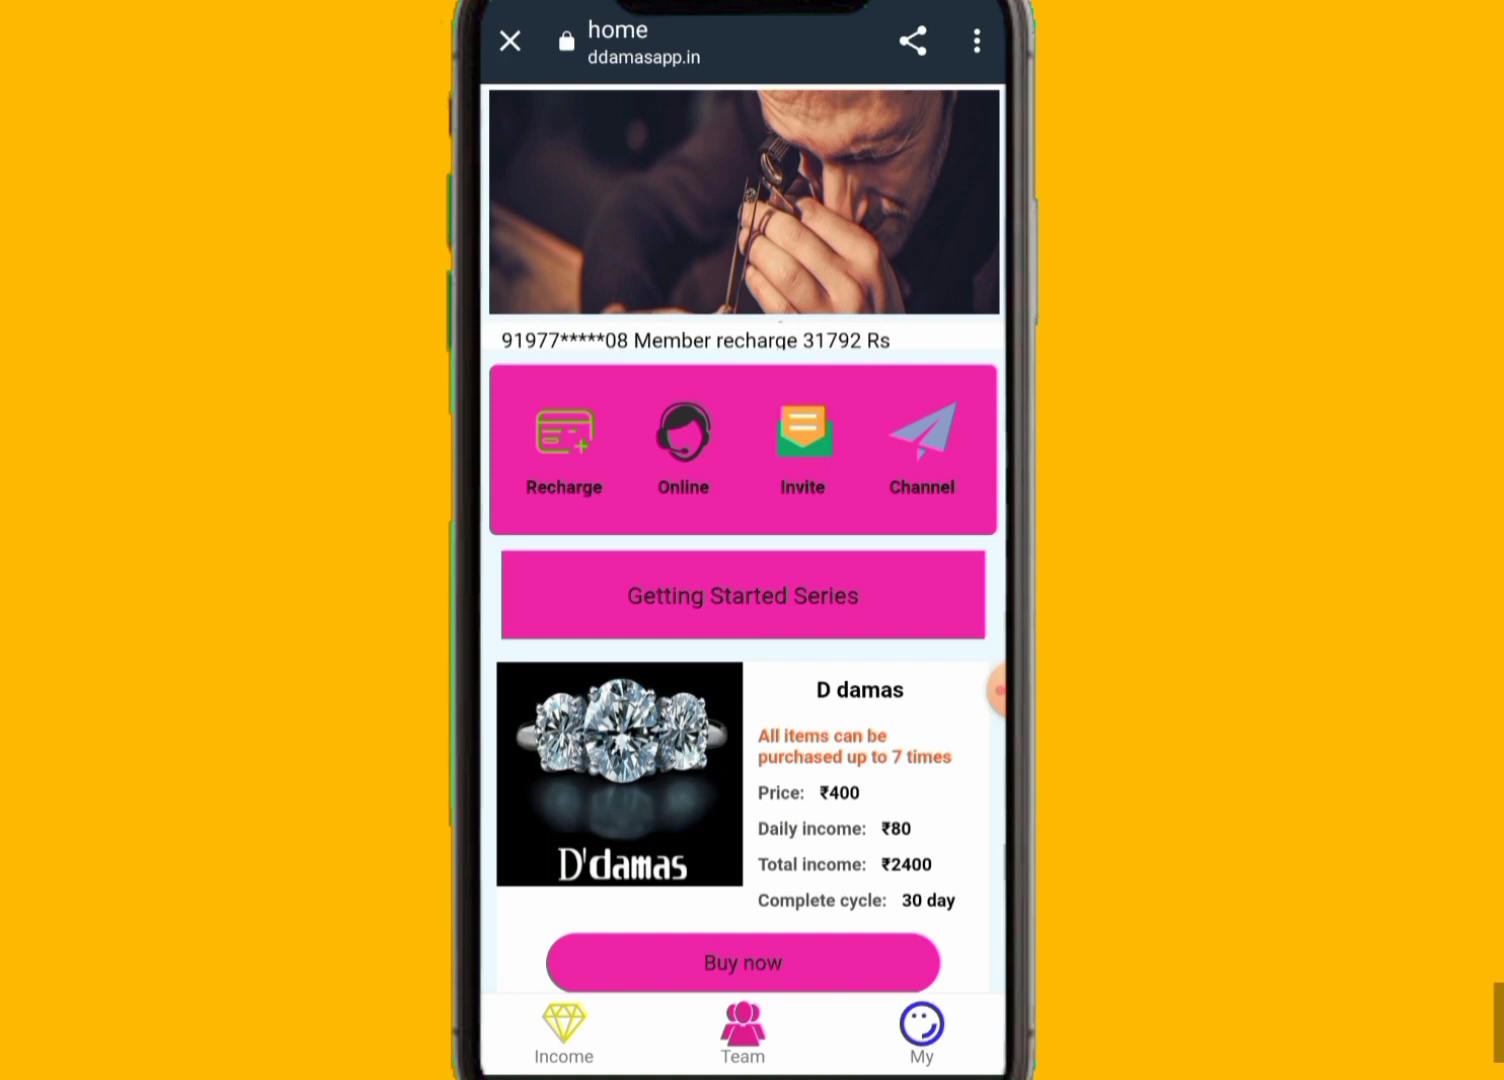 home
ddamasapp.in
91977*****08 Member recharge 31792 Rs
Recharge Online Invite Channel
Getting Started Series
D'damas
D damas
All items can be
purchased up to 7 times
Price: ₹400
Daily income: ₹80
Total income: ₹2400
Complete cycle: 30 day
Buy now
Income Team My